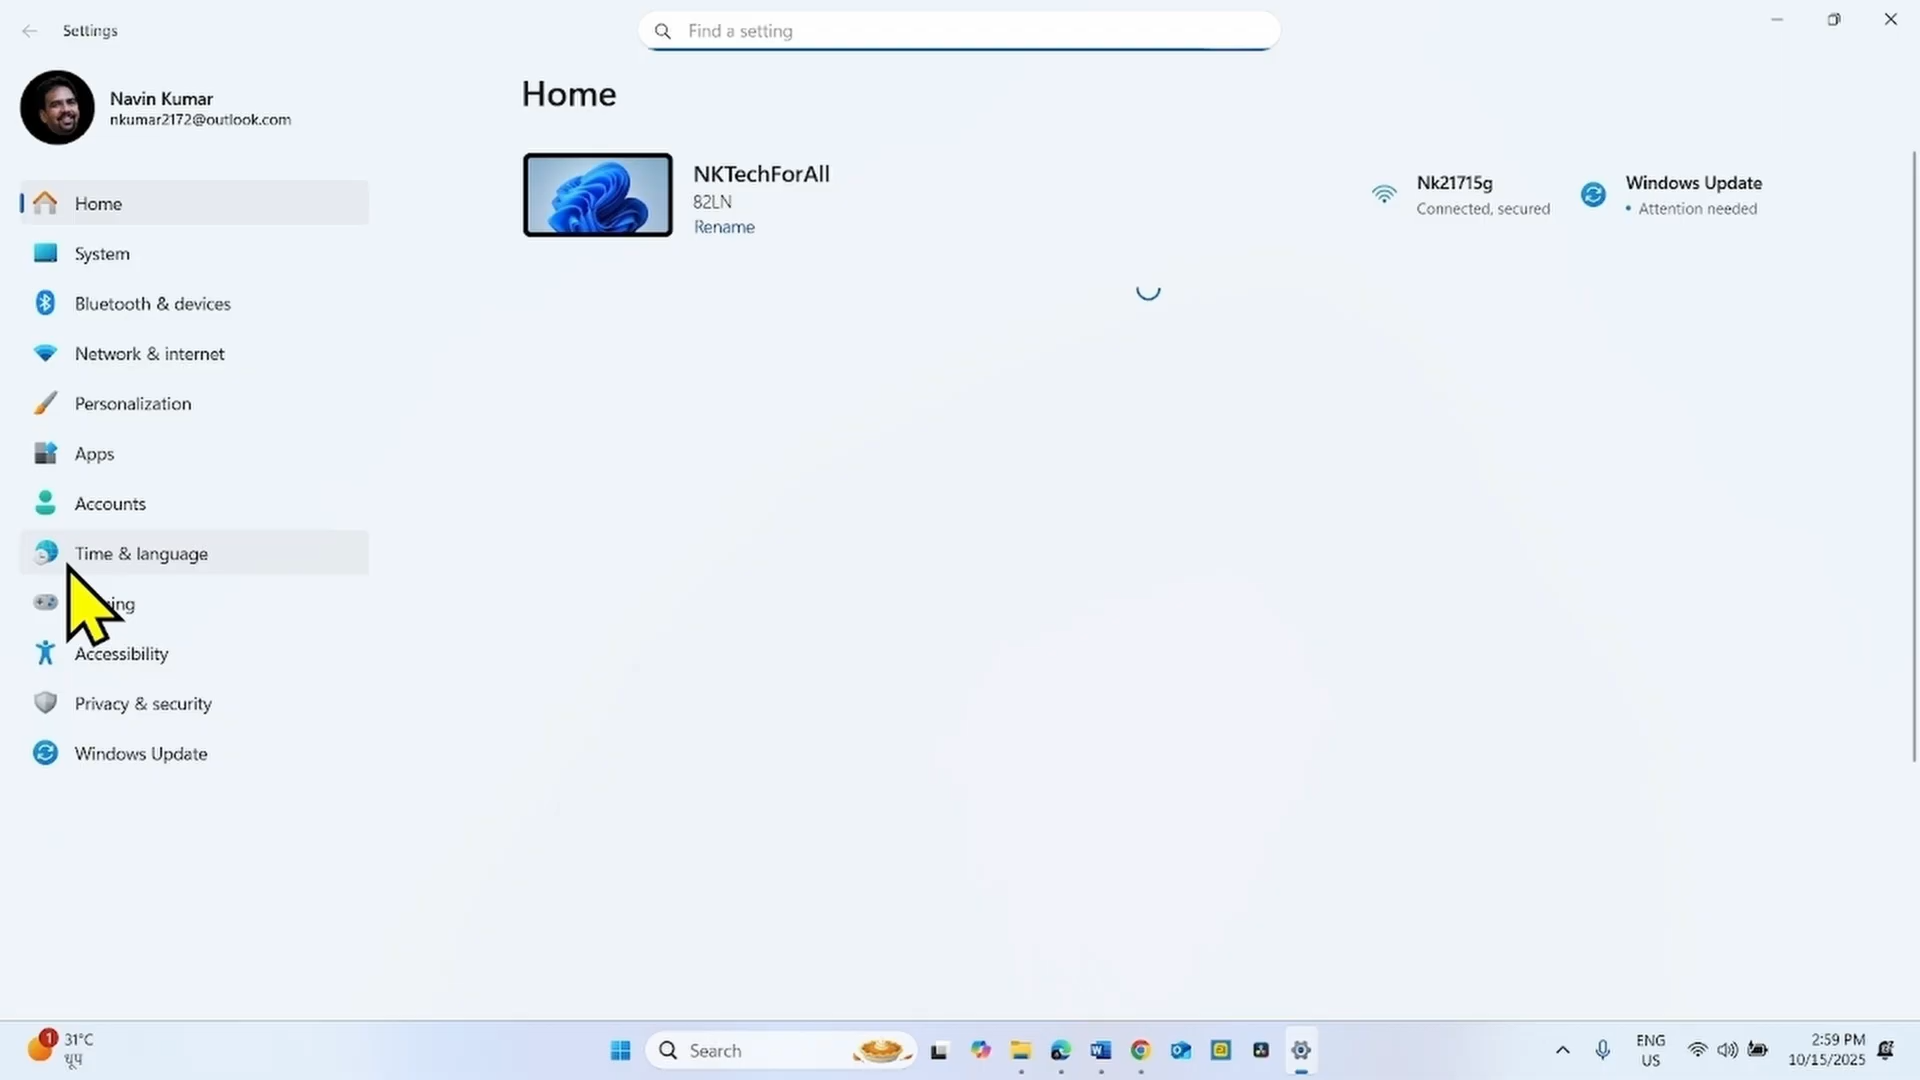 Settings
Find a setting
Navin Kumar
nkumar2172@outlook.com
Home
System
Bluetooth & devices
Network & internet
Personalization
Apps
Accounts
Time & language
ing
Accessibility
Privacy & security
Windows Update
Home
NKTechForAll
82LN
Rename
Nk21715g
Connected, secured
Windows Update
• Attention needed
1
31°C
धूप
Search
ENG
US
2:59 PM
10/15/2025